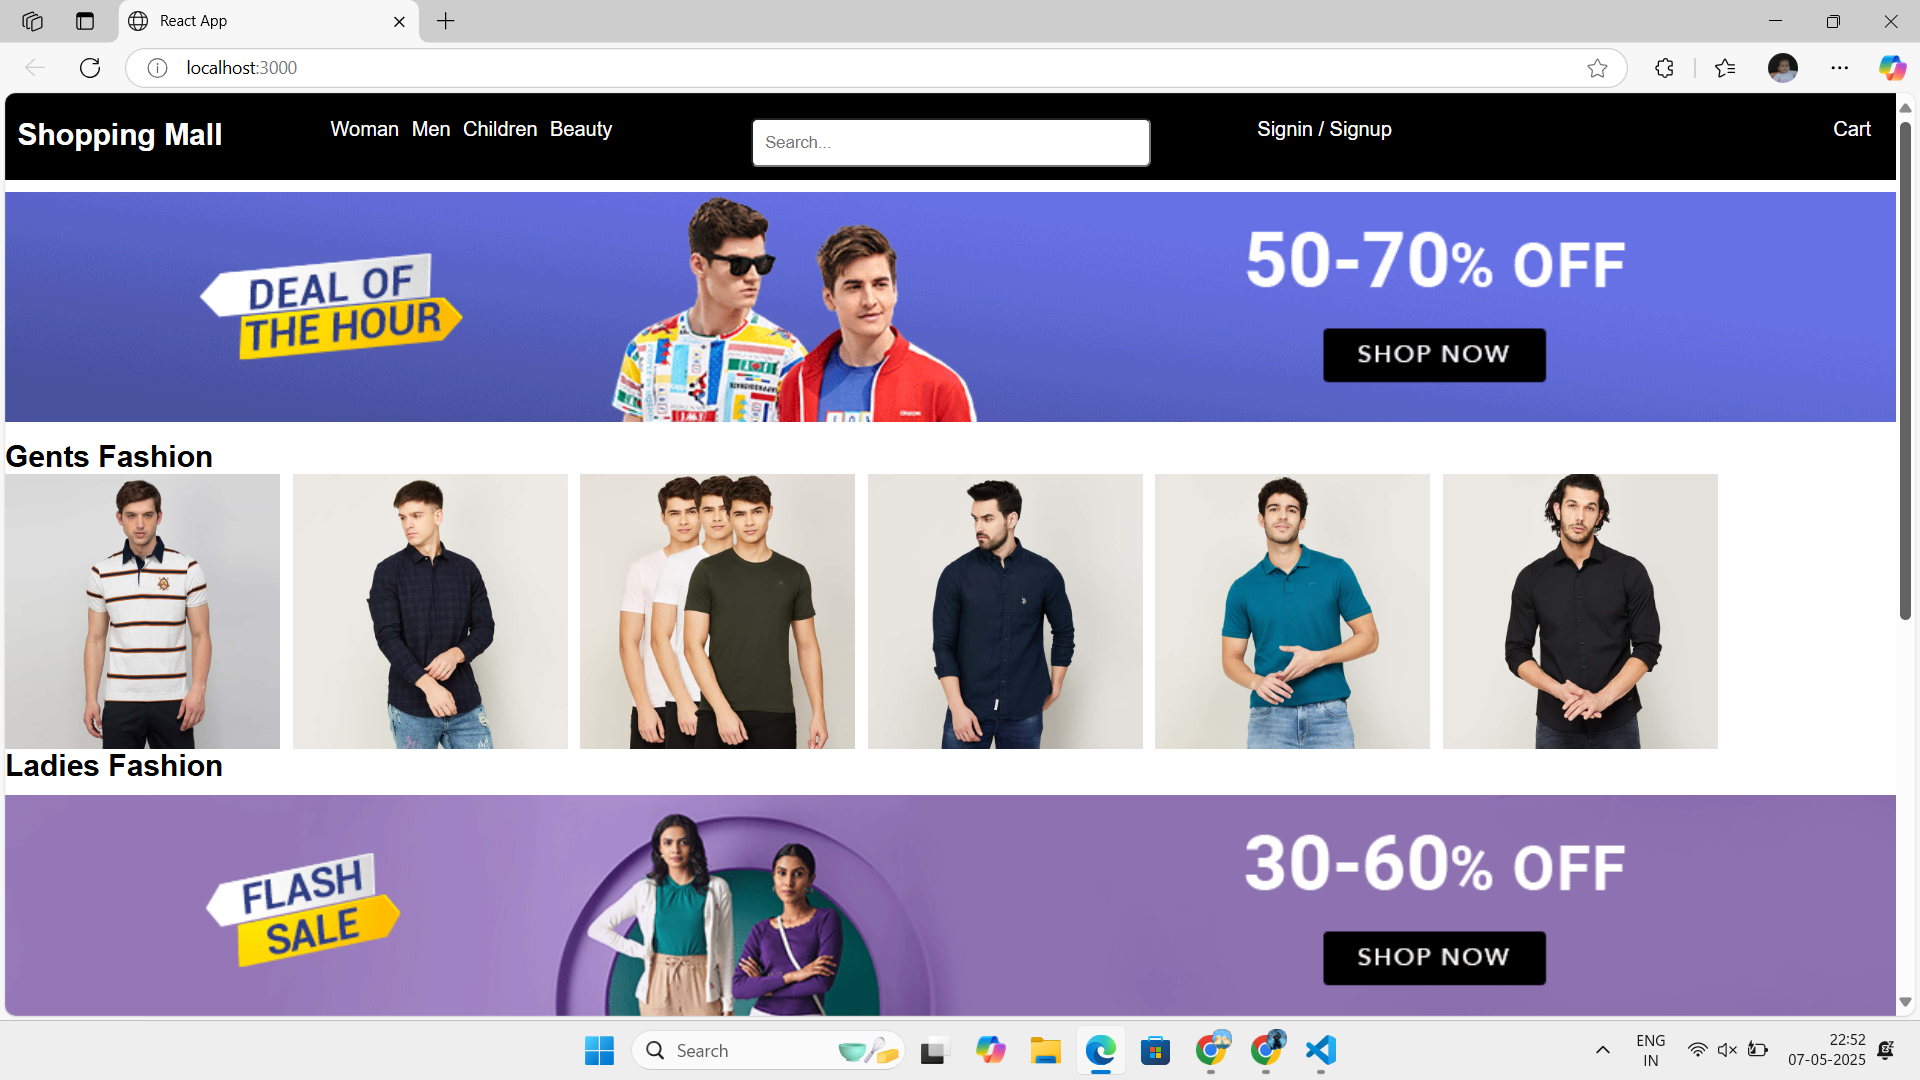 React App
localhost:3000
Shopping Mall
Woman Men Children Beauty
Search...
Signin / Signup
Cart
DEAL OF
THE HOUR
50-70% OFF
SHOP NOW
Gents Fashion
Ladies Fashion
FLASH
SALE
30-60% OFF
SHOP NOW
Search
ENG
IN
22:52
07-05-2025